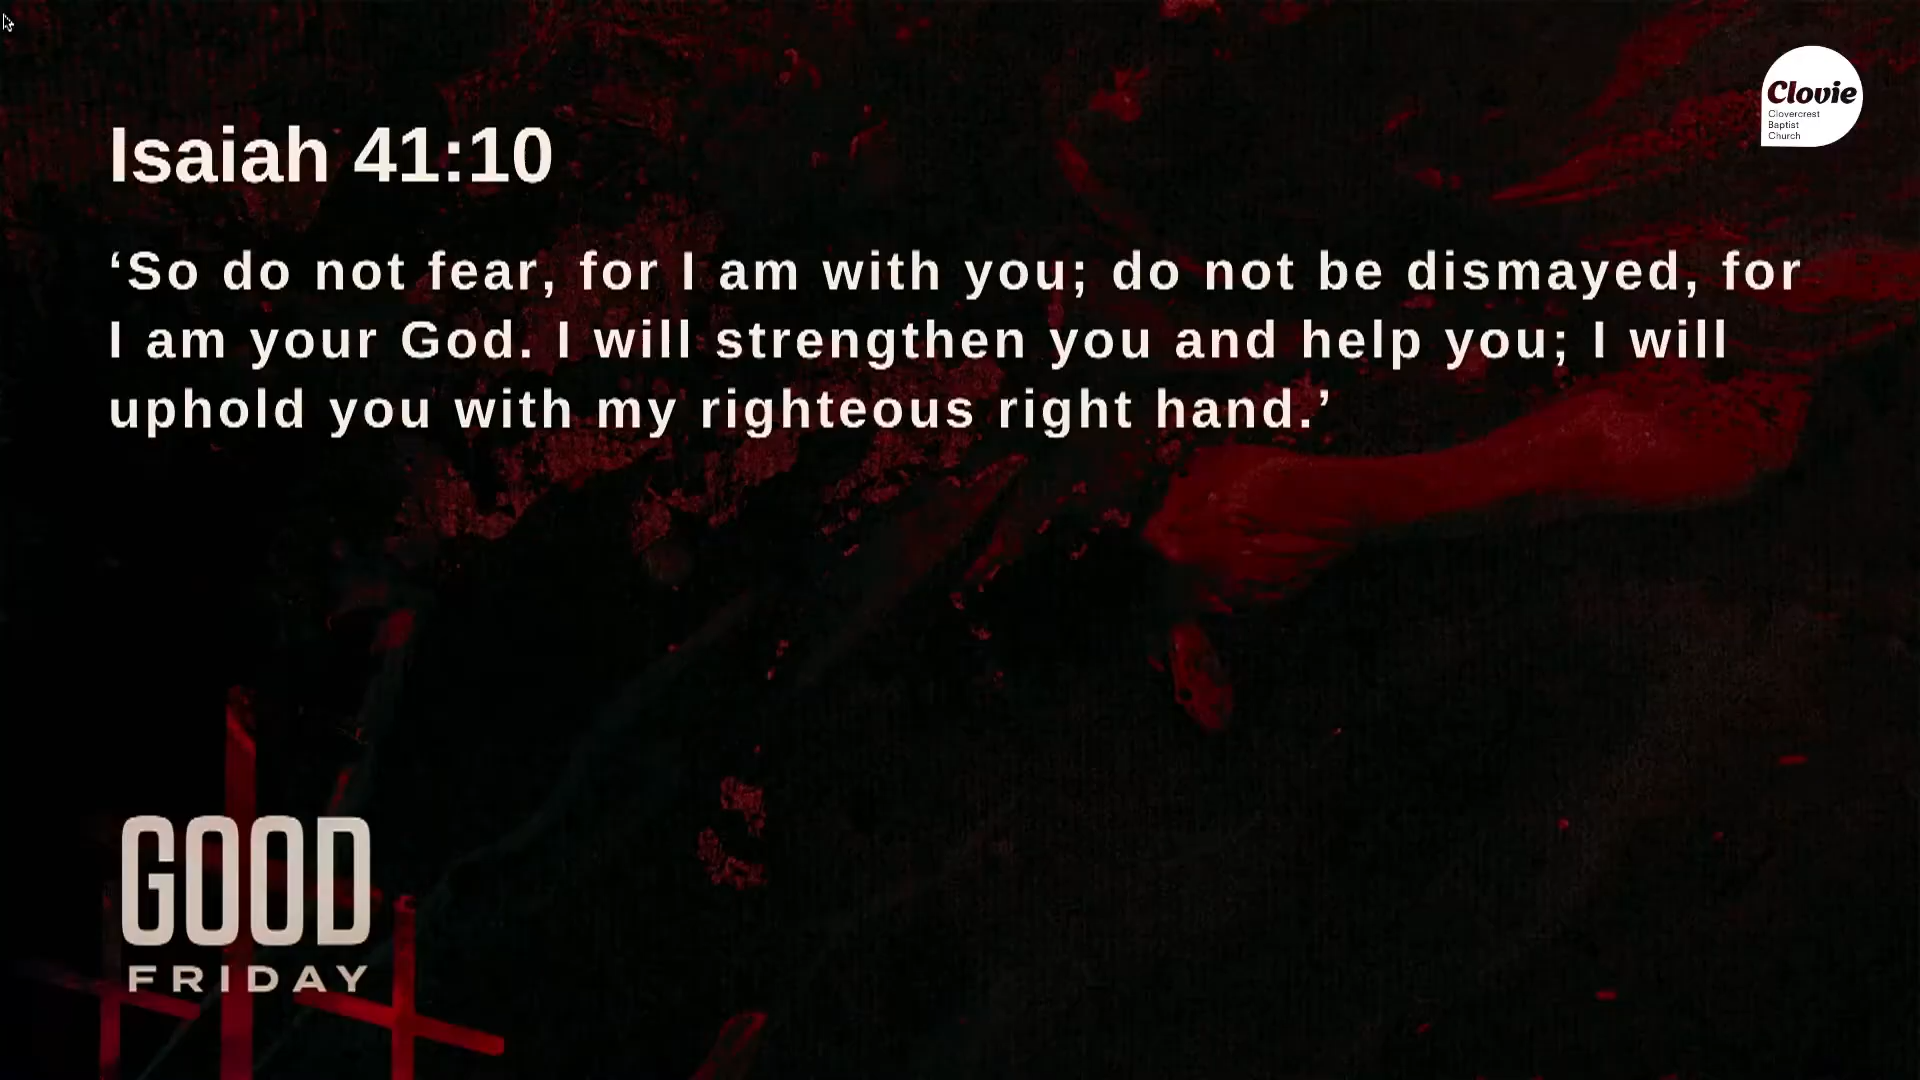 Clovie
Clovercrest
Baptist
Church
Isaiah 41:10
‘So do not fear, for I am with you; do not be dismayed, for
I am your God. I will strengthen you and help you; I will
uphold you with my righteous right hand.’
GOOD
FRIDAY